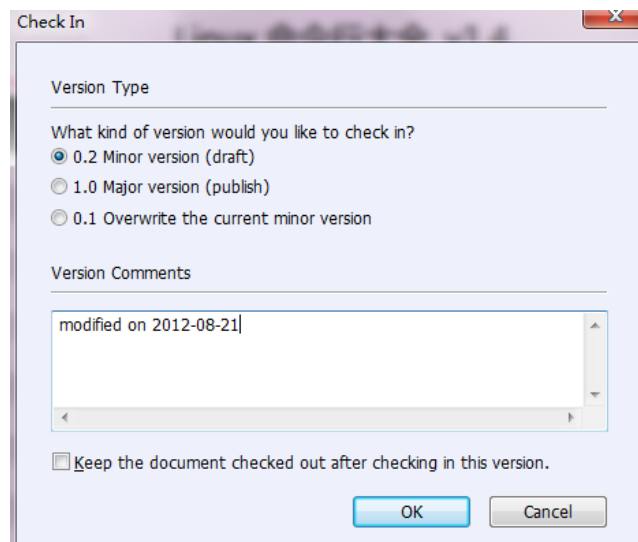 Check In
Version Type
What kind of version would you like to check in?
0.2 Minor version (draft)
1.0 Major version (publish)
0.1 Overwrite the current minor version
Version Comments
modified on 2012-08-21
Keep the document checked out after checking in this version.
OK
Cancel